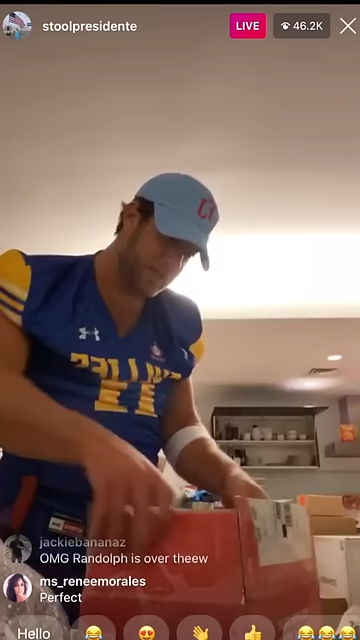 stoolpresidente
LIVE
46.2K
jackiebananaz
OMG Randolph is over theew
ms_reneemorales
Perfect
Hello